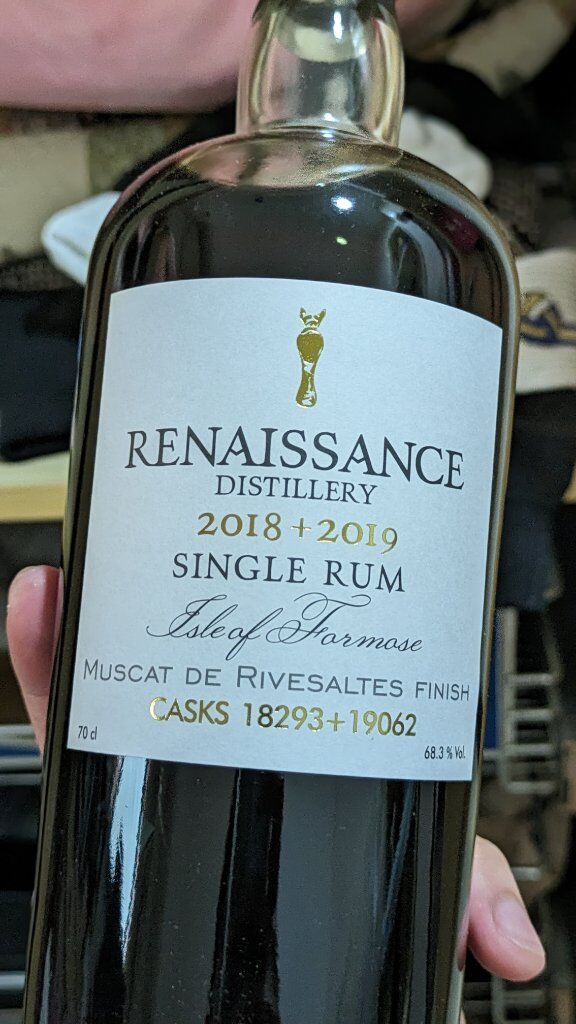 RENAISSANCE
DISTILLERY
2018+2019
SINGLE RUM
Isle of Formose
MUSCAT DE RIVESALTES FINISH
CASKS 18293+19062
70 cl
68.3 % Vol.